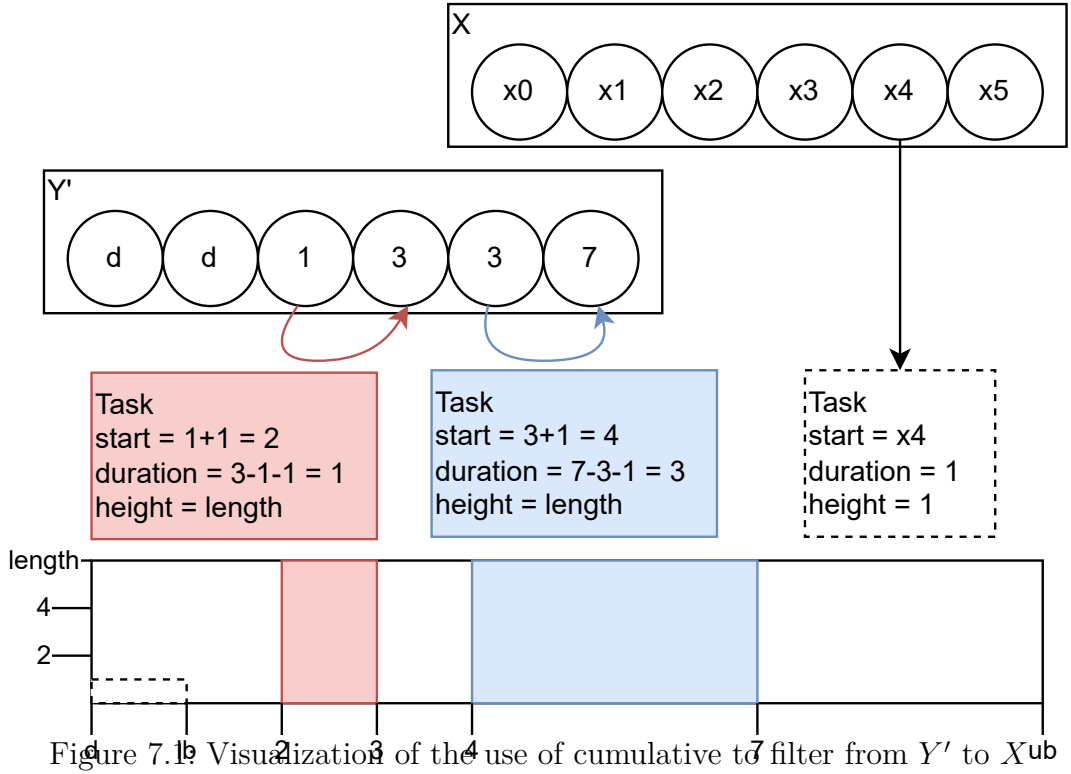 X
x0 x1 x2 x3 x4 x5
Y'
d d 1 3 3 7
Task
start = 1+1 = 2
duration = 3-1-1 = 1
height = length
Task
start = 3+1 = 4
duration = 7-3-1 = 3
height = length
Task
start = x4
duration = 1
height = 1
length
4
2
d lb 2 3 4 7 ub
Figure 7.1: Visualization of the use of cumulative to filter from Y′ to X